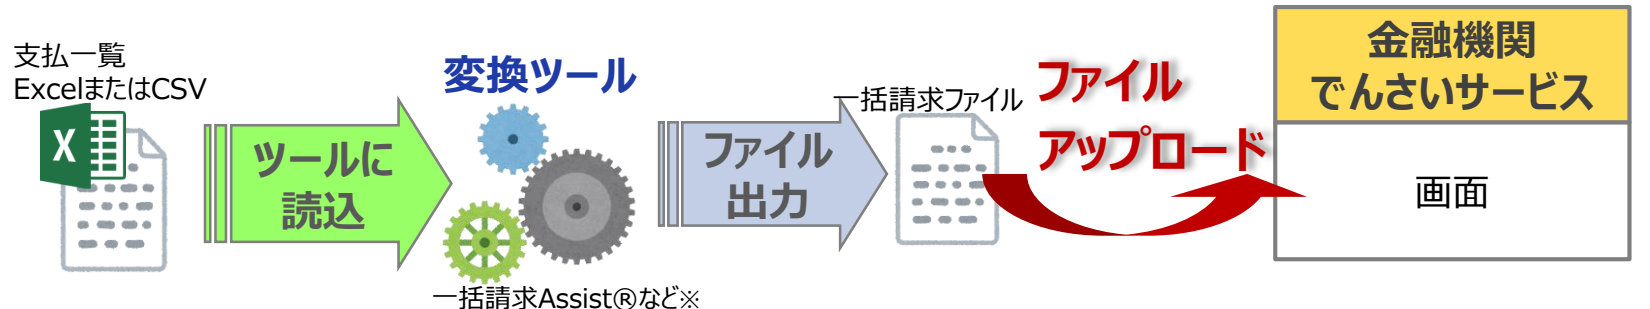 支払一覧
ExcelまたはCSV
X
ツールに
読込
変換ツール
一括請求Assist®など※
ファイル
出力
一括請求ファイル
ファイル
アップロード
金融機関
でんさいサービス
画面